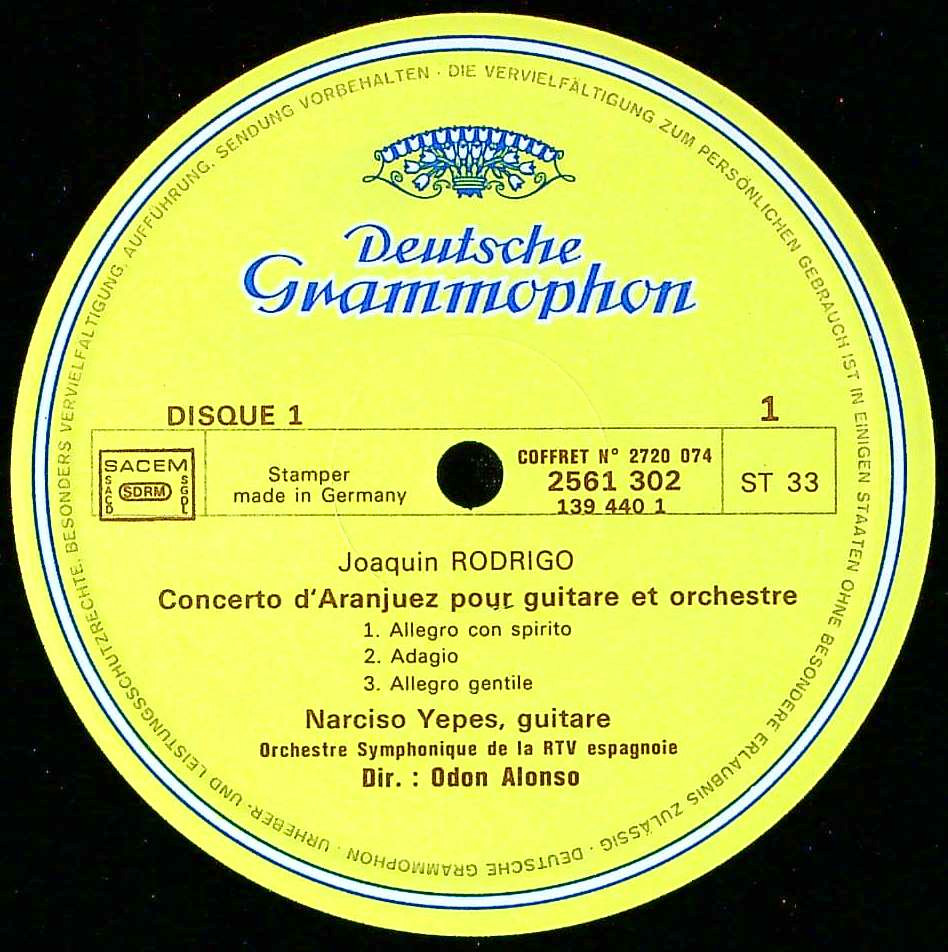 URHEBER- UND LEISTUNGSSCHUTZRECHTE, BESONDERS VERVIELFÄLTIGUNG, AUFFÜHRUNG, SENDUNG VORBEHALTEN · DIE VERVIELFÄLTIGUNG ZUM PERSÖNLICHEN GEBRAUCH IST IN EINIGEN STAATEN OHNE BESONDERE ERLAUBNIS ZULÄSSIG · DEUTSCHE GRAMMOPHON ·
Deutsche
Grammophon
DISQUE 1
1
SACEM
SACD
SDRM
SGDL
Stamper
made in Germany
COFFRET N° 2720 074
2561 302
139 440 1
ST 33
Joaquin RODRIGO
Concerto d'Aranjuez pour guitare et orchestre
1. Allegro con spirito
2. Adagio
3. Allegro gentile
Narciso Yepes, guitare
Orchestre Symphonique de la RTV espagnoie
Dir. : Odon Alonso